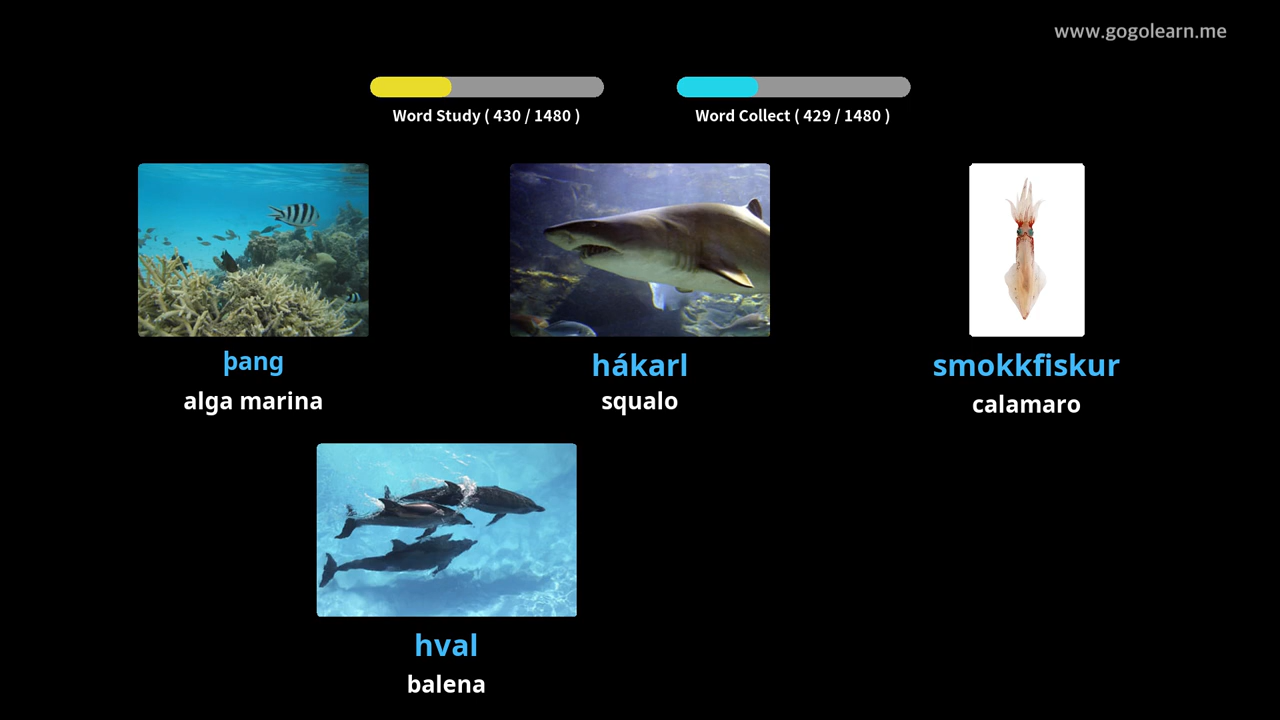 www.gogolearn.me
Word Study ( 430 / 1480 )
Word Collect ( 429 / 1480 )
þang
alga marina
hákarl
squalo
smokkfiskur
calamaro
hval
balena